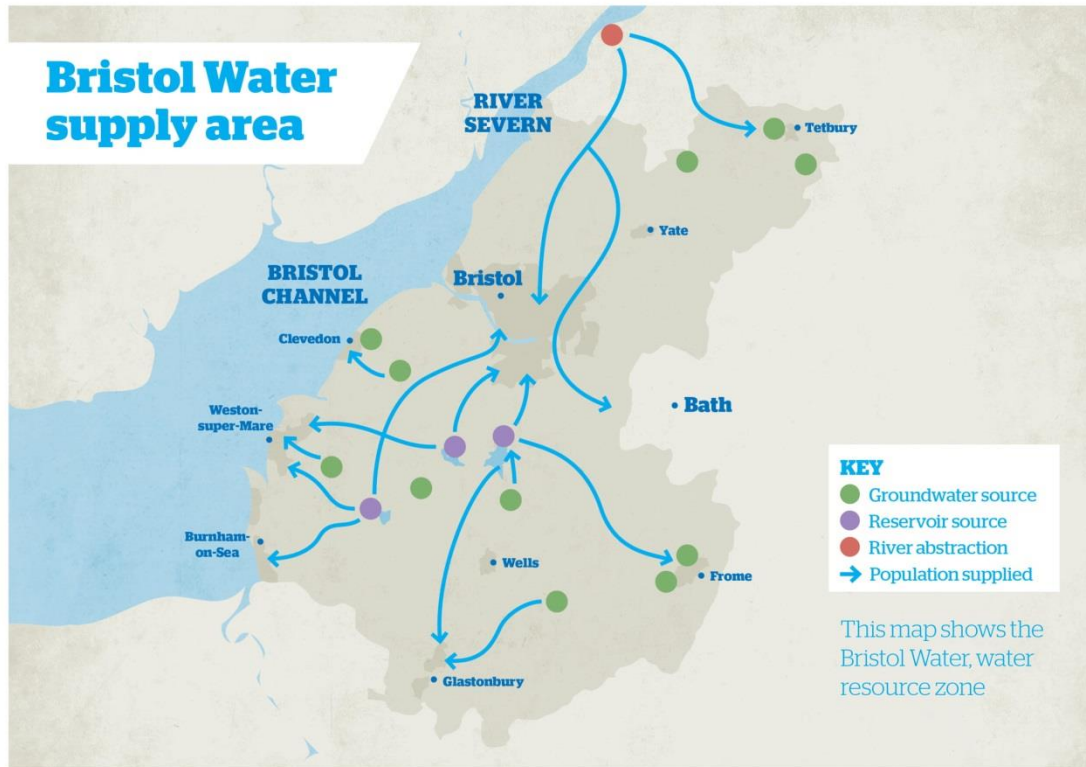 Bristol Water
supply area
RIVER
SEVERN
Tetbury
Yate
BRISTOL
CHANNEL
Bristol
Clevedon
Weston-
super-Mare
Bath
Burnham-
on-Sea
Wells
Frome
Glastonbury
KEY
Groundwater source
Reservoir source
River abstraction
Population supplied
This map shows the
Bristol Water, water
resource zone